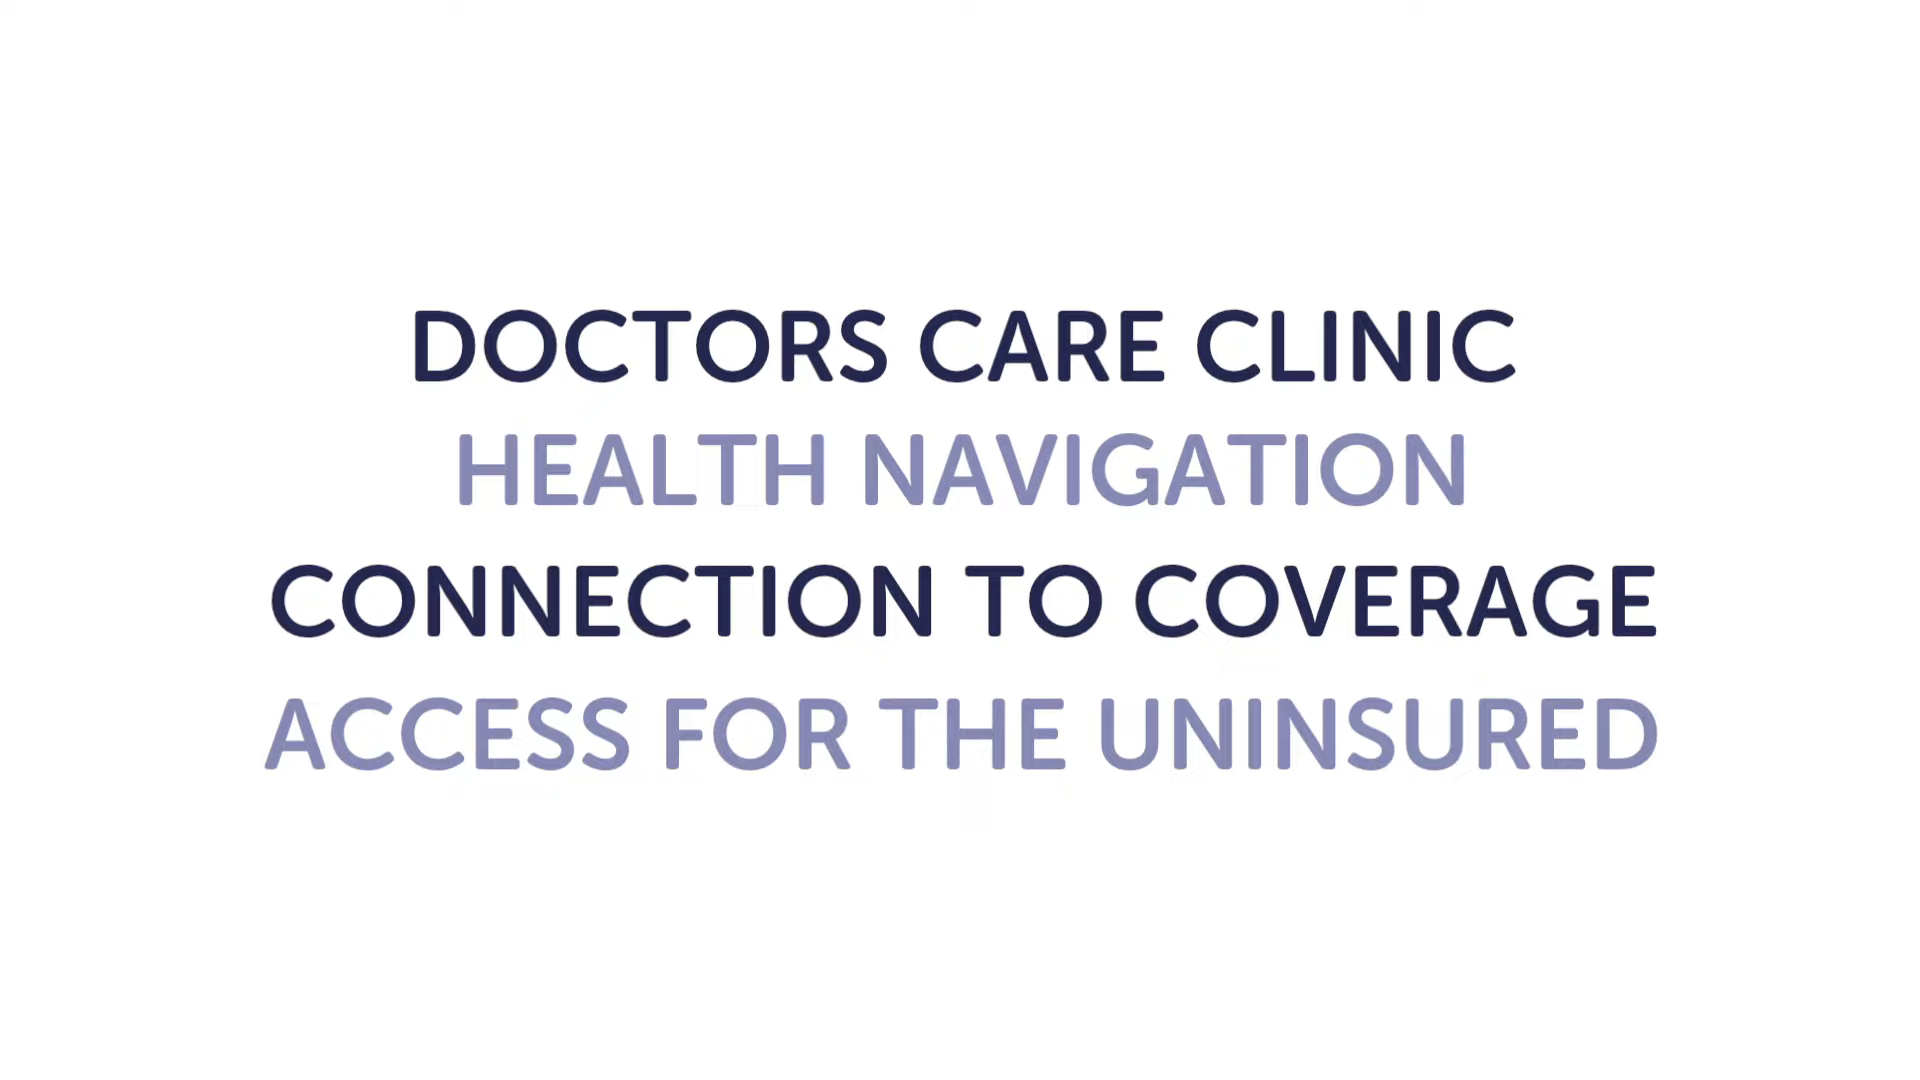 DOCTORS CARE CLINIC
HEALTH NAVIGATION
CONNECTION TO COVERAGE
ACCESS FOR THE UNINSURED